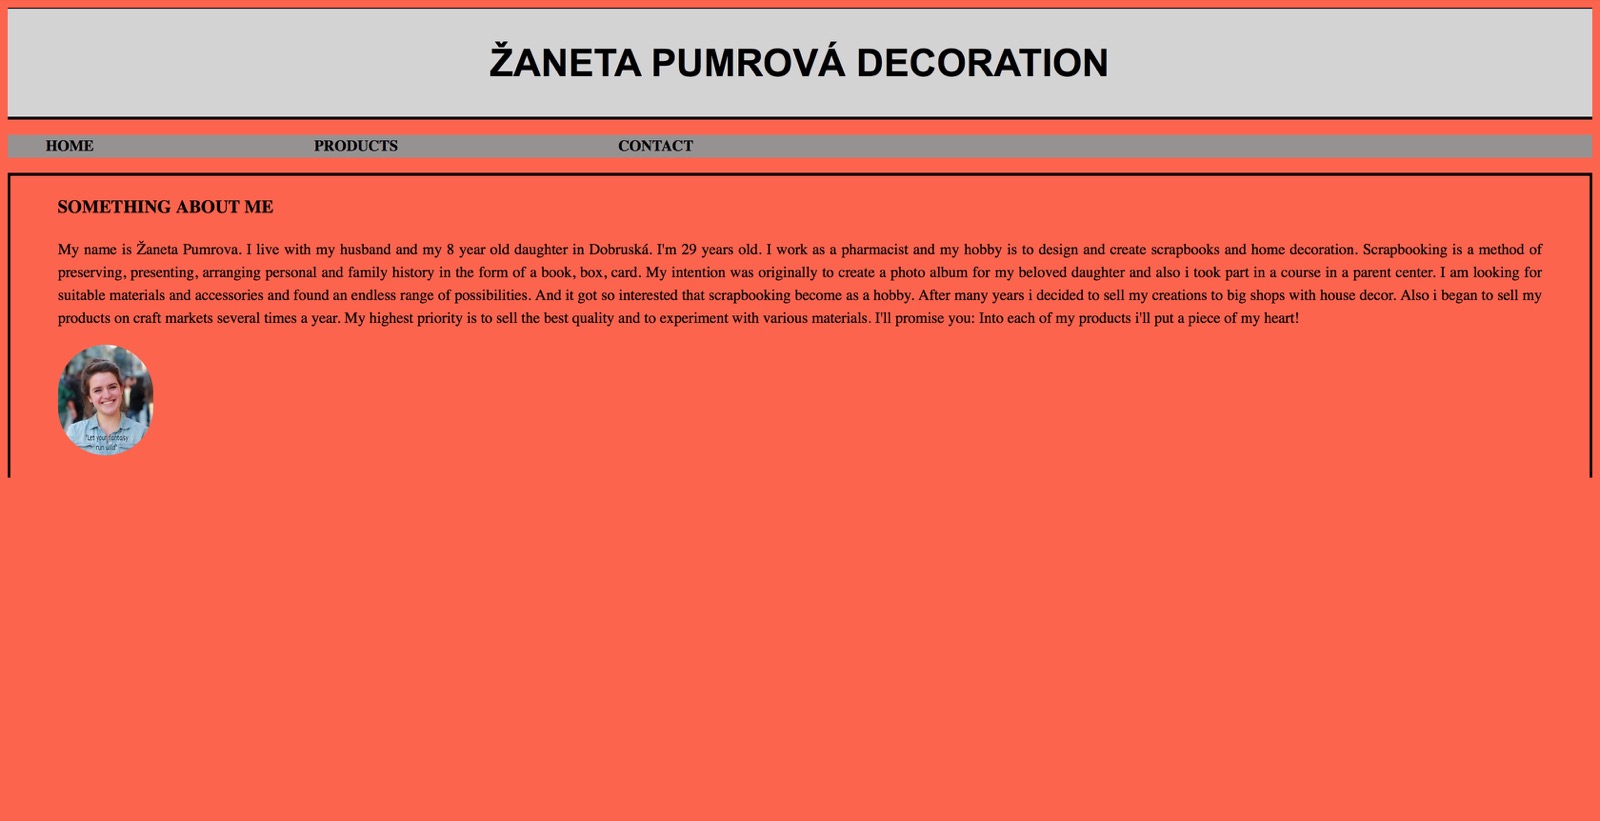 ŽANETA PUMROVÁ DECORATION
HOME PRODUCTS CONTACT
SOMETHING ABOUT ME
My name is Žaneta Pumrova. I live with my husband and my 8 year old daughter in Dobruská. I'm 29 years old. I work as a pharmacist and my hobby is to design and create scrapbooks and home decoration. Scrapbooking is a method of
preserving, presenting, arranging personal and family history in the form of a book, box, card. My intention was originally to create a photo album for my beloved daughter and also i took part in a course in a parent center. I am looking for
suitable materials and accessories and found an endless range of possibilities. And it got so interested that scrapbooking become as a hobby. After many years i decided to sell my creations to big shops with house decor. Also i began to sell my
products on craft markets several times a year. My highest priority is to sell the best quality and to experiment with various materials. I'll promise you: Into each of my products i'll put a piece of my heart!
"Let your fantasy
run wild"